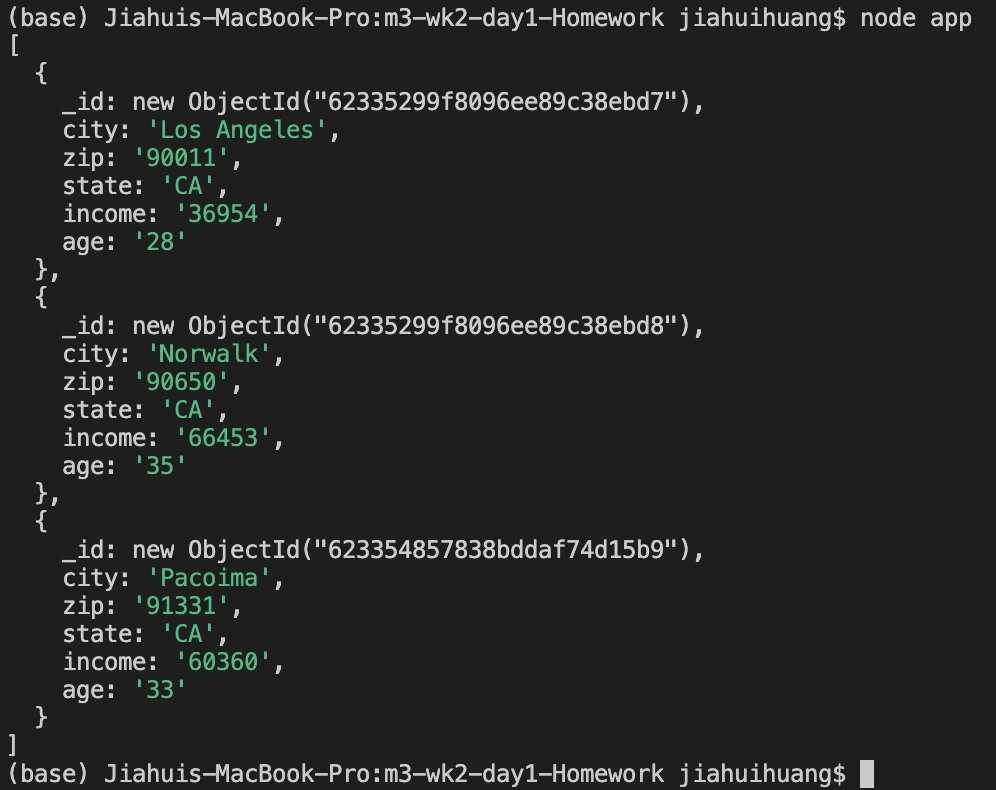 (base) Jiahuis-MacBook-Pro:m3-wk2-day1-Homework jiahuihuang$ node app
[
  {
    _id: new ObjectId("62335299f8096ee89c38ebd7"),
    city: 'Los Angeles',
    zip: '90011',
    state: 'CA',
    income: '36954',
    age: '28'
  },
  {
    _id: new ObjectId("62335299f8096ee89c38ebd8"),
    city: 'Norwalk',
    zip: '90650',
    state: 'CA',
    income: '66453',
    age: '35'
  },
  {
    _id: new ObjectId("623354857838bddaf74d15b9"),
    city: 'Pacoima',
    zip: '91331',
    state: 'CA',
    income: '60360',
    age: '33'
  }
]
(base) Jiahuis-MacBook-Pro:m3-wk2-day1-Homework jiahuihuang$